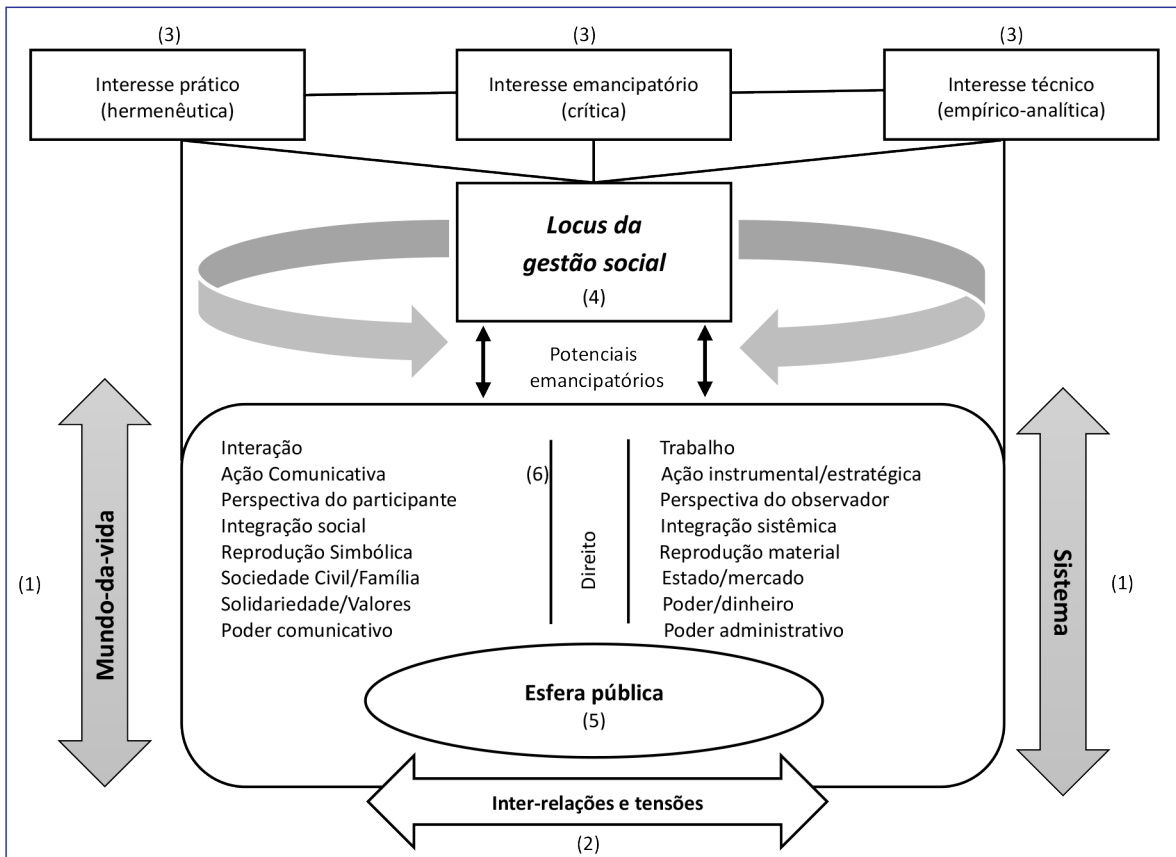 (3)
(3)
(3)
Interesse prático
(hermenêutica)
Interesse emancipatório
(crítica)
Interesse técnico
(empírico-analítica)
Locus da
gestão social
(4)
Potenciais
emancipatórios
Interação
Ação Comunicativa
Perspectiva do participante
Integração social
Reprodução Simbólica
Sociedade Civil/Família
Solidariedade/Valores
Poder comunicativo
(6)
Direito
Trabalho
Ação instrumental/estratégica
Perspectiva do observador
Integração sistêmica
Reprodução material
Estado/mercado
Poder/dinheiro
Poder administrativo
(1)
Mundo-da-vida
Sistema
(1)
Esfera pública
(5)
Inter-relações e tensões
(2)